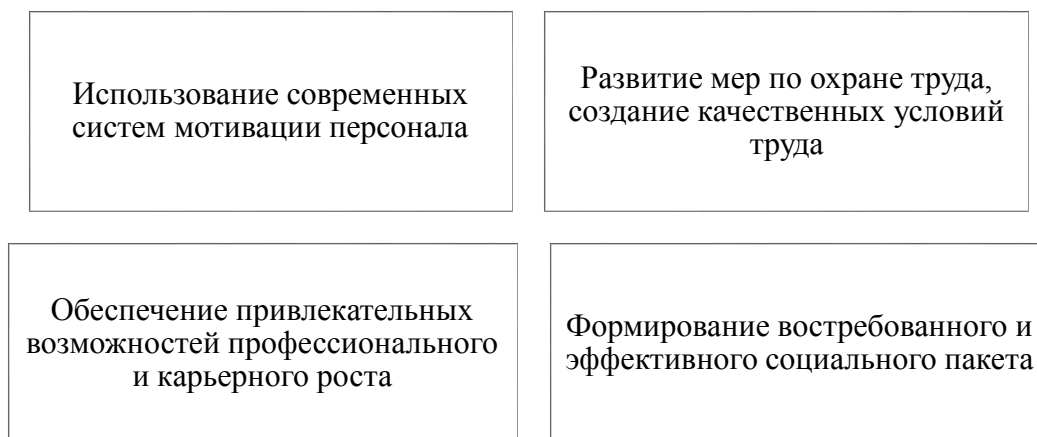 Использование современных
систем мотивации персонала
Развитие мер по охране труда,
создание качественных условий
труда
Обеспечение привлекательных
возможностей профессионального
и карьерного роста
Формирование востребованного и
эффективного социального пакета